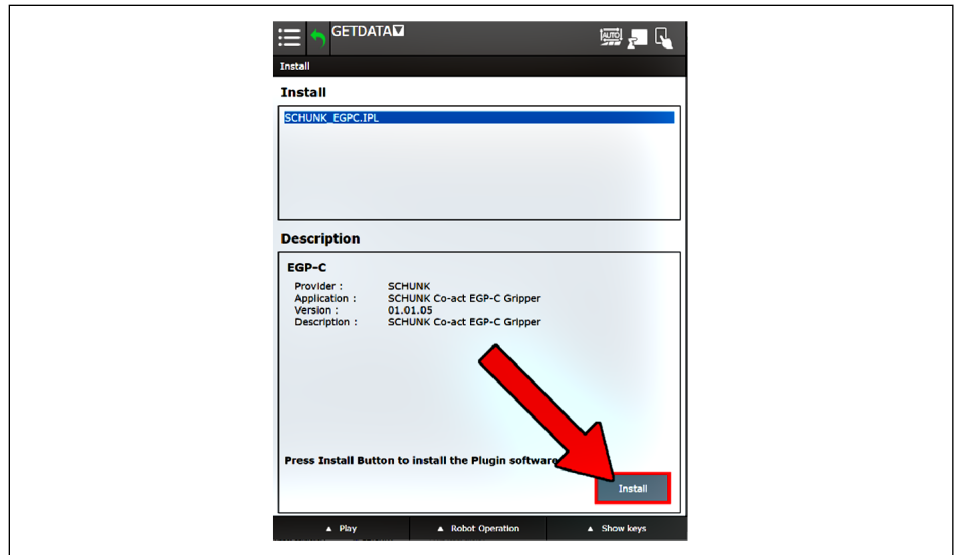 GETDATA
AUTO
Install
Install
SCHUNK_EGPC.IPL
Description
EGP-C
Provider : SCHUNK
Application : SCHUNK Co-act EGP-C Gripper
Version : 01.01.05
Description : SCHUNK Co-act EGP-C Gripper
Press Install Button to install the Plugin software
Install
Play Robot Operation Show keys